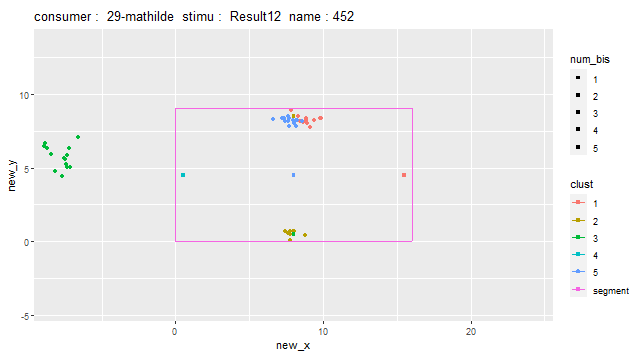 consumer :  29-mathilde  stimu :  Result12  name : 452
10
5
0
-5
new_y
0
10
20
new_x
num_bis
1
2
3
4
5
clust
1
2
3
4
5
segment